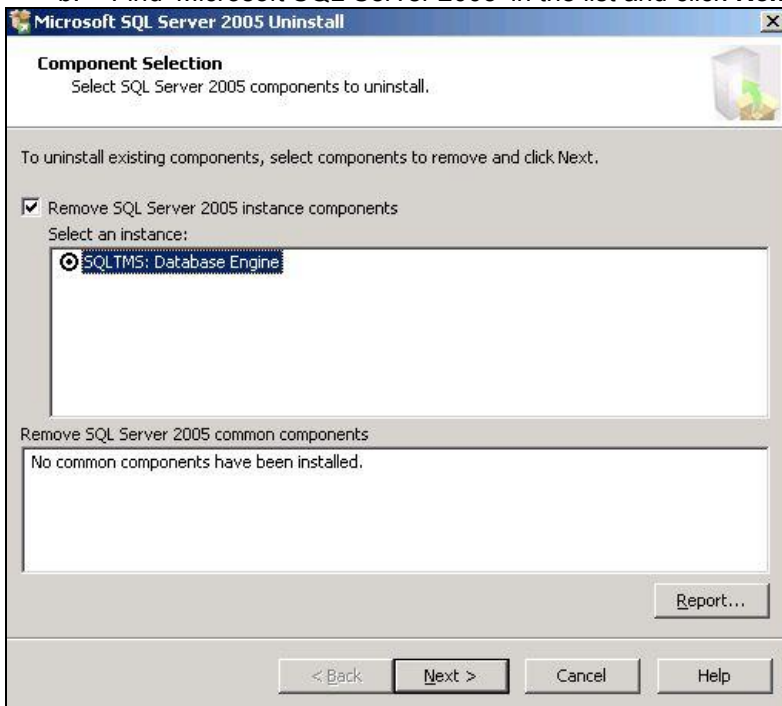 Microsoft SQL Server 2005 Uninstall
Component Selection
Select SQL Server 2005 components to uninstall.
To uninstall existing components, select components to remove and click Next.
Remove SQL Server 2005 instance components
Select an instance:
SQLTMS: Database Engine
Remove SQL Server 2005 common components
No common components have been installed.
Report...
< Back Next > Cancel Help